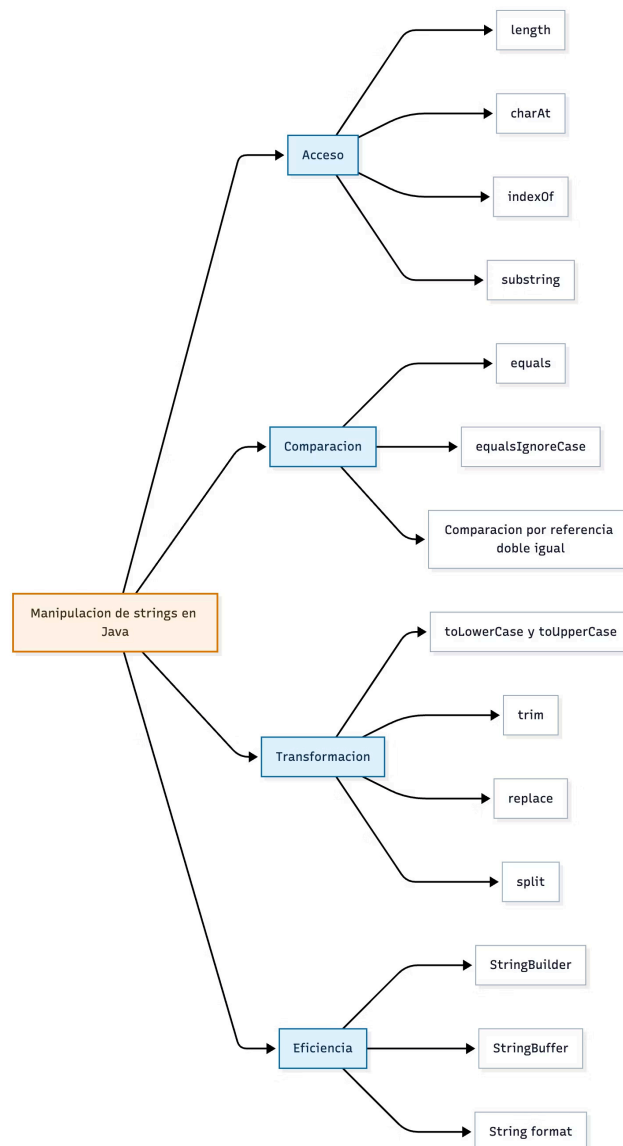 length
charAt
Acceso
indexOf
substring
equals
Comparacion
equalsIgnoreCase
Comparacion por referencia
doble igual
Manipulacion de strings en
Java
toLowerCase y toUpperCase
trim
Transformacion
replace
split
StringBuilder
Eficiencia
StringBuffer
String format